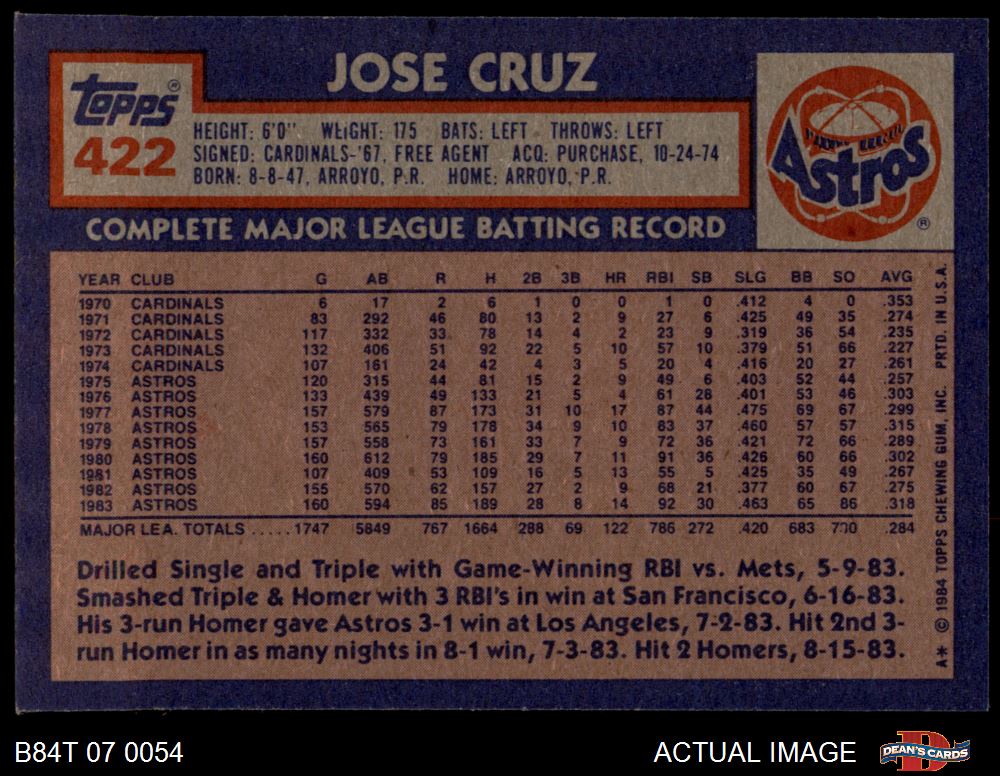 JOSE CRUZ
Topps®
422
HEIGHT: 6'0" WEIGHT: 175 BATS: LEFT THROWS: LEFT
SIGNED: CARDINALS-'67, FREE AGENT ACQ: PURCHASE, 10-24-74
BORN: 8-8-47, ARROYO, P.R. HOME: ARROYO, P.R.
Astros ®
COMPLETE MAJOR LEAGUE BATTING RECORD
YEAR CLUB G AB R H 2B 3B HR RBI SB SLG BB SO AVG
1970 CARDINALS 6 17 2 6 1 0 0 1 0 .412 4 0 .353
1971 CARDINALS 83 292 46 80 13 2 9 27 6 .425 49 35 .274
1972 CARDINALS 117 332 33 78 14 4 2 23 9 .319 36 54 .235
1973 CARDINALS 132 406 51 92 22 5 10 57 10 .379 51 66 .227
1974 CARDINALS 107 161 24 42 4 3 5 20 4 .416 20 27 .261
1975 ASTROS 120 315 44 81 15 2 9 49 6 .403 52 44 .257
1976 ASTROS 133 439 49 133 21 5 4 61 28 .401 53 46 .303
1977 ASTROS 157 579 87 173 31 10 17 87 44 .475 69 67 .299
1978 ASTROS 153 565 79 178 34 9 10 83 37 .460 57 57 .315
1979 ASTROS 157 558 73 161 33 7 9 72 36 .421 72 66 .289
1980 ASTROS 160 612 79 185 29 7 11 91 36 .426 60 66 .302
1981 ASTROS 107 409 53 109 16 5 13 55 5 .425 35 49 .267
1982 ASTROS 155 570 62 157 27 2 9 68 21 .377 60 67 .275
1983 ASTROS 160 594 85 189 28 8 14 92 30 .463 65 86 .318
MAJOR LEA. TOTALS ..... 1747 5849 767 1664 288 69 122 786 272 .420 683 730 .284
Drilled Single and Triple with Game-Winning RBI vs. Mets, 5-9-83.
Smashed Triple & Homer with 3 RBI's in win at San Francisco, 6-16-83.
His 3-run Homer gave Astros 3-1 win at Los Angeles, 7-2-83. Hit 2nd 3-
run Homer in as many nights in 8-1 win, 7-3-83. Hit 2 Homers, 8-15-83.
A* © 1984 TOPPS CHEWING GUM, INC. PRTD. IN U.S.A.
B84T 07 0054
ACTUAL IMAGE
D
DEAN'S CARDS